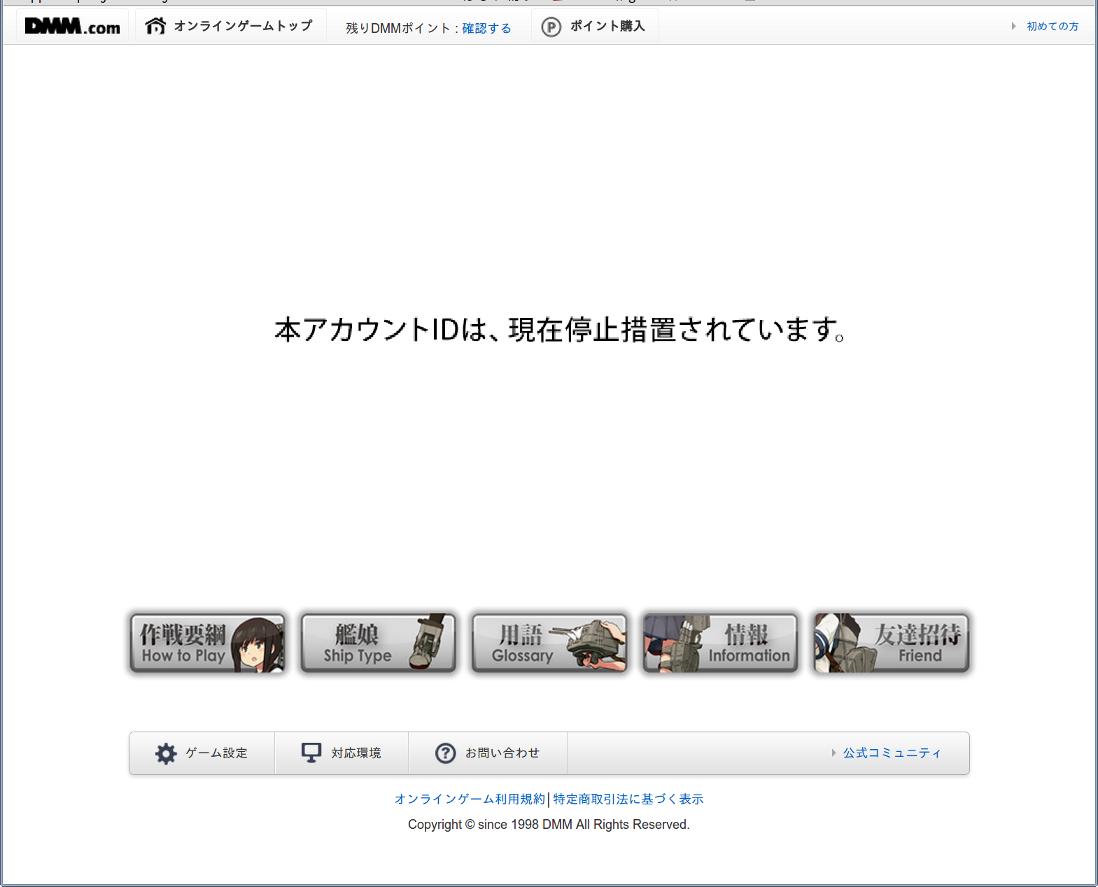 DMM.com オンラインゲームトップ 残りDMMポイント : 確認する ポイント購入 初めての方
本アカウントIDは、現在停止措置されています。
作戦要綱 艦娘 用語 情報 友達招待
How to Play Ship Type Glossary Information Friend
ゲーム設定 対応環境 お問い合わせ 公式コミュニティ
オンラインゲーム利用規約|特定商取引法に基づく表示
Copyright © since 1998 DMM All Rights Reserved.